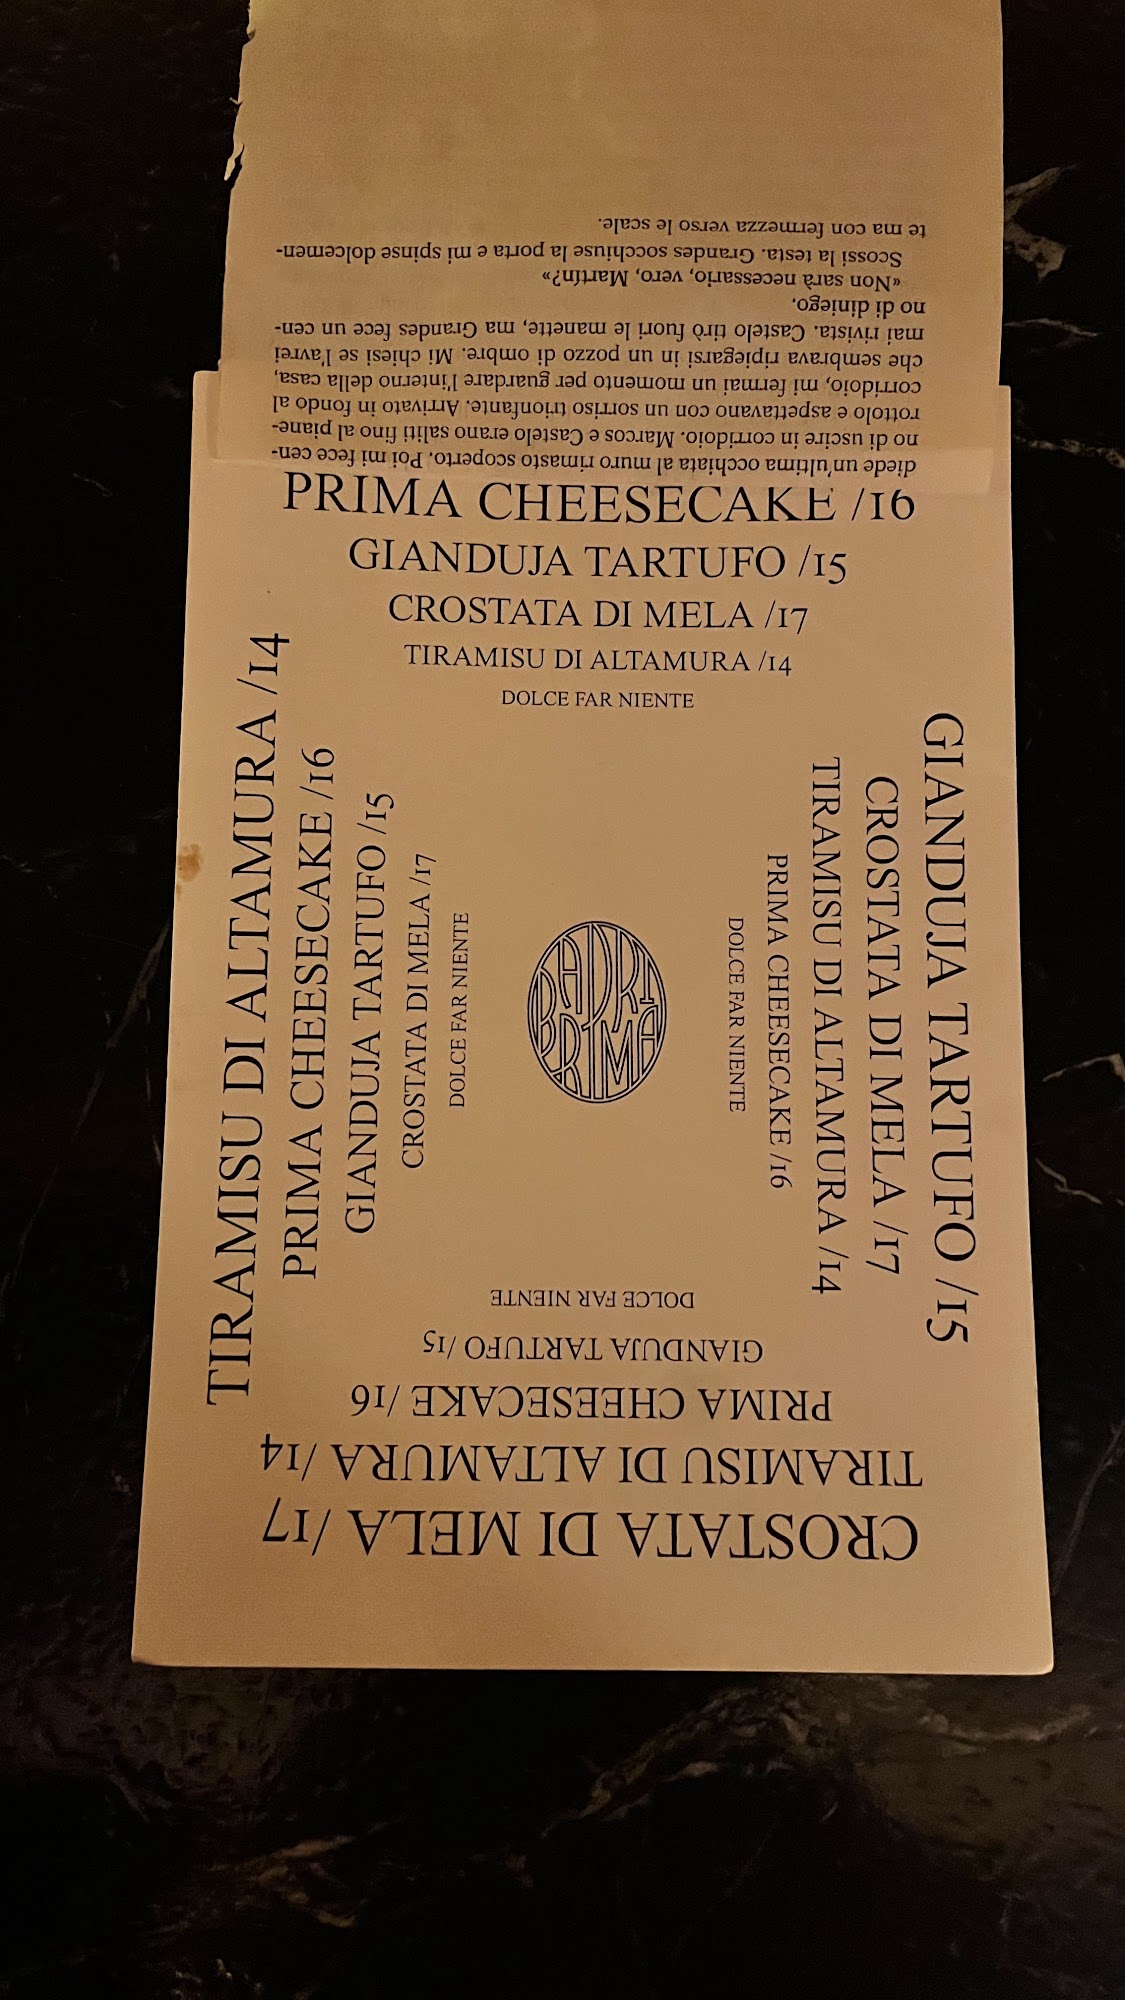 diede un'ultima occhiata al muro rimasto scoperto. Poi mi fece cen-
no di uscire in corridoio. Marcos e Castelo erano saliti fino al piane-
rottolo e aspettavano con un sorriso trionfante. Arrivato in fondo al
corridoio, mi fermai un momento per guardare l'interno della casa,
che sembrava ripiegarsi in un pozzo di ombre. Mi chiesi se l'avrei
mai rivista. Castelo tirò fuori le manette, ma Grandes fece un cen-
no di diniego.
«Non sarà necessario, vero, Martín?»
Scossi la testa. Grandes socchiuse la porta e mi spinse dolcemen-
te ma con fermezza verso le scale.
PRIMA CHEESECAKE /16
GIANDUJA TARTUFO /15
CROSTATA DI MELA /17
TIRAMISU DI ALTAMURA /14
DOLCE FAR NIENTE
TIRAMISU DI ALTAMURA /14
PRIMA CHEESECAKE /16
GIANDUJA TARTUFO /15
CROSTATA DI MELA /17
DOLCE FAR NIENTE
BAR
PRIMA
GIANDUJA TARTUFO /15
CROSTATA DI MELA /17
TIRAMISU DI ALTAMURA /14
PRIMA CHEESECAKE /16
DOLCE FAR NIENTE
CROSTATA DI MELA /17
TIRAMISU DI ALTAMURA /14
PRIMA CHEESECAKE /16
GIANDUJA TARTUFO /15
DOLCE FAR NIENTE